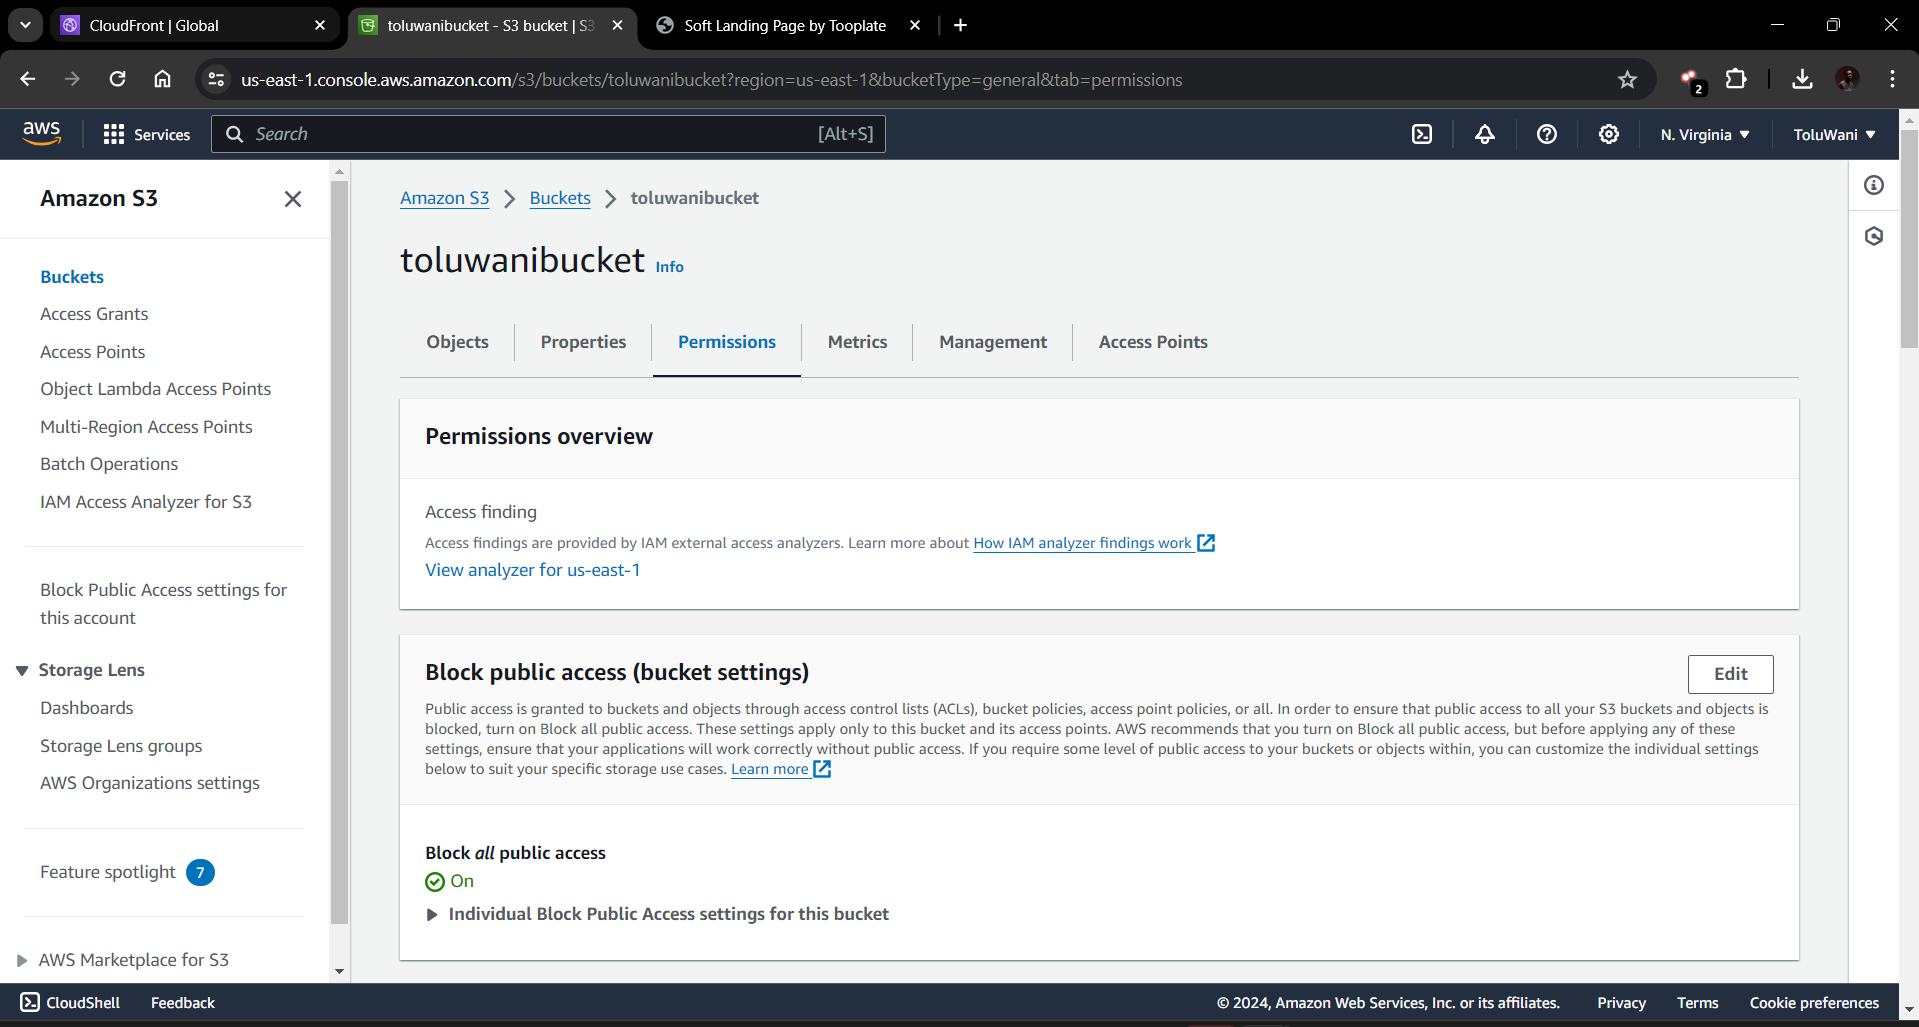 CloudFront | Global
toluwanibucket - S3 bucket | S3
Soft Landing Page by Tooplate
us-east-1.console.aws.amazon.com/s3/buckets/toluwanibucket?region=us-east-1&bucketType=general&tab=permissions
2
aws
Services
Search
[Alt+S]
N. Virginia
ToluWani
Amazon S3
Buckets
Access Grants
Access Points
Object Lambda Access Points
Multi-Region Access Points
Batch Operations
IAM Access Analyzer for S3
Block Public Access settings for
this account
Storage Lens
Dashboards
Storage Lens groups
AWS Organizations settings
Feature spotlight 7
AWS Marketplace for S3
Amazon S3 > Buckets > toluwanibucket
toluwanibucket Info
Objects
Properties
Permissions
Metrics
Management
Access Points
Permissions overview
Access finding
Access findings are provided by IAM external access analyzers. Learn more about How IAM analyzer findings work
View analyzer for us-east-1
Block public access (bucket settings)
Edit
Public access is granted to buckets and objects through access control lists (ACLs), bucket policies, access point policies, or all. In order to ensure that public access to all your S3 buckets and objects is
blocked, turn on Block all public access. These settings apply only to this bucket and its access points. AWS recommends that you turn on Block all public access, but before applying any of these
settings, ensure that your applications will work correctly without public access. If you require some level of public access to your buckets or objects within, you can customize the individual settings
below to suit your specific storage use cases. Learn more
Block all public access
On
Individual Block Public Access settings for this bucket
CloudShell
Feedback
© 2024, Amazon Web Services, Inc. or its affiliates.
Privacy
Terms
Cookie preferences